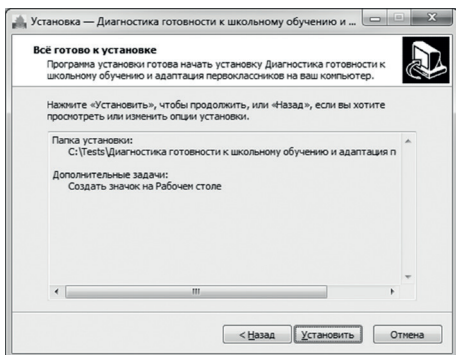 Установка — Диагностика готовности к школьному обучению и ...
Всё готово к установке
Программа установки готова начать установку Диагностика готовности к
школьному обучению и адаптация первоклассников на ваш компьютер.
Нажмите «Установить», чтобы продолжить, или «Назад», если вы хотите
просмотреть или изменить опции установки.
Папка установки:
C:\Tests\Диагностика готовности к школьному обучению и адаптация п
Дополнительные задачи:
Создать значок на Рабочем столе
< Назад Установить Отмена